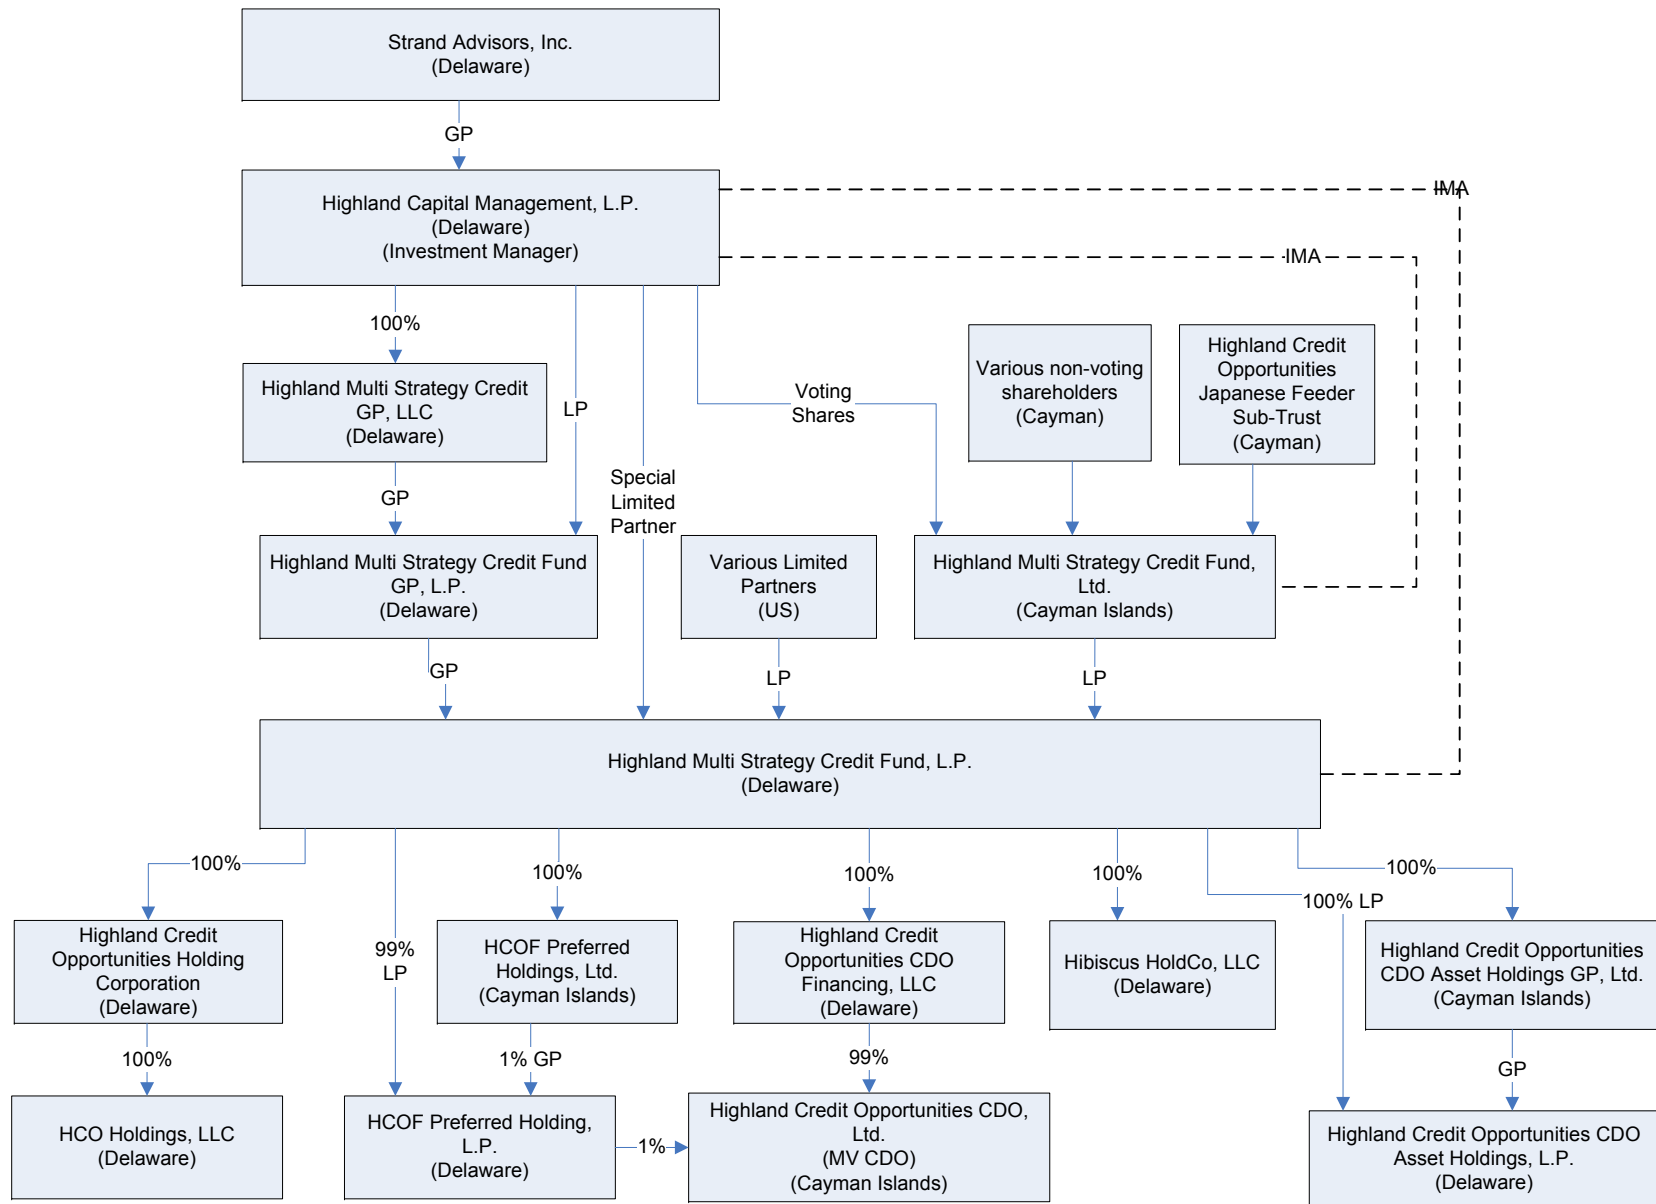 Strand Advisors, Inc.
(Delaware)
GP
Highland Capital Management, L.P.
(Delaware)
(Investment Manager)
IMA
IMA
100%
LP
Special
Limited
Partner
Voting
Shares
Highland Multi Strategy Credit
GP, LLC
(Delaware)
Various non-voting
shareholders
(Cayman)
Highland Credit
Opportunities
Japanese Feeder
Sub-Trust
(Cayman)
GP
Highland Multi Strategy Credit Fund
GP, L.P.
(Delaware)
Various Limited
Partners
(US)
Highland Multi Strategy Credit Fund,
Ltd.
(Cayman Islands)
GP
LP
LP
Highland Multi Strategy Credit Fund, L.P.
(Delaware)
100%
99%
LP
100%
100%
100%
100% LP
100%
Highland Credit
Opportunities Holding
Corporation
(Delaware)
HCOF Preferred
Holdings, Ltd.
(Cayman Islands)
Highland Credit
Opportunities CDO
Financing, LLC
(Delaware)
Hibiscus HoldCo, LLC
(Delaware)
Highland Credit Opportunities
CDO Asset Holdings GP, Ltd.
(Cayman Islands)
100%
1% GP
99%
GP
HCO Holdings, LLC
(Delaware)
HCOF Preferred Holding,
L.P.
(Delaware)
1%
Highland Credit Opportunities CDO,
Ltd.
(MV CDO)
(Cayman Islands)
Highland Credit Opportunities CDO
Asset Holdings, L.P.
(Delaware)